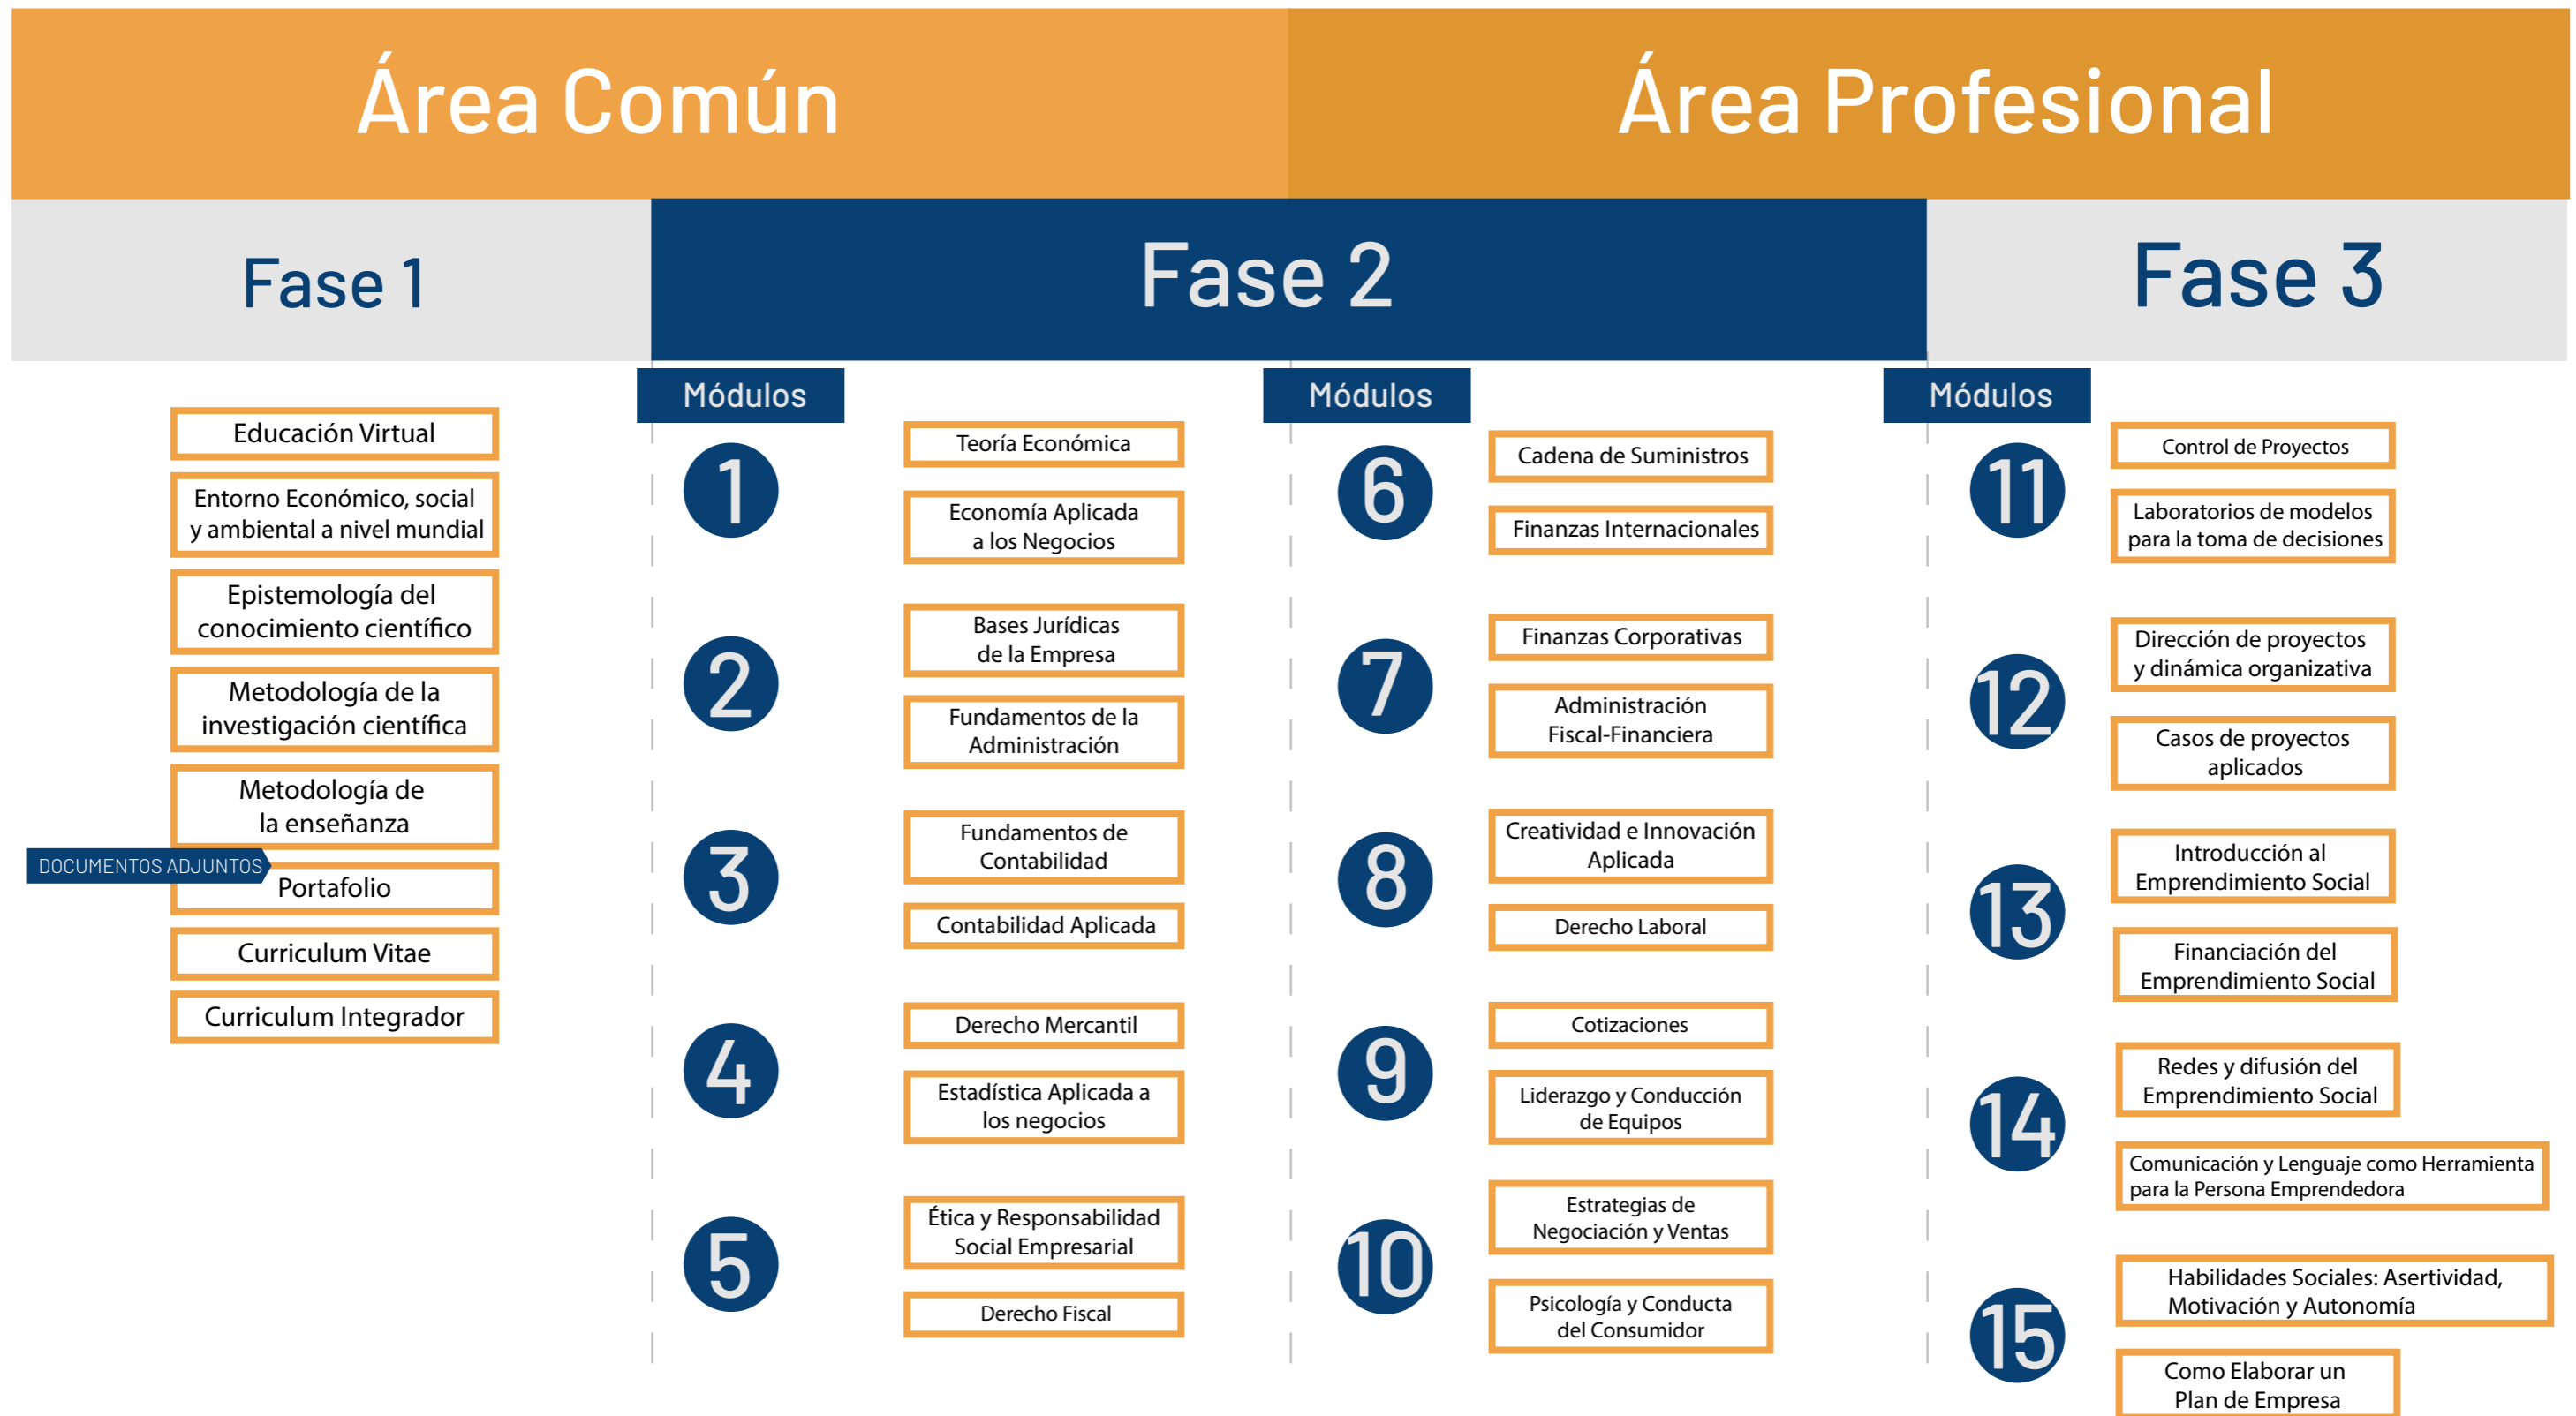 Área Común
Área Profesional
Fase 1
Fase 2
Fase 3
Educación Virtual
Entorno Económico, social
y ambiental a nivel mundial
Epistemología del
conocimiento científico
Metodología de la
investigación científica
Metodología de
la enseñanza
DOCUMENTOS ADJUNTOS
Portafolio
Curriculum Vitae
Curriculum Integrador
Módulos
1
Teoría Económica
Economía Aplicada
a los Negocios
2
Bases Jurídicas
de la Empresa
Fundamentos de la
Administración
3
Fundamentos de
Contabilidad
Contabilidad Aplicada
4
Derecho Mercantil
Estadística Aplicada a
los negocios
5
Ética y Responsabilidad
Social Empresarial
Derecho Fiscal
Módulos
6
Cadena de Suministros
Finanzas Internacionales
7
Finanzas Corporativas
Administración
Fiscal-Financiera
8
Creatividad e Innovación
Aplicada
Derecho Laboral
9
Cotizaciones
Liderazgo y Conducción
de Equipos
10
Estrategias de
Negociación y Ventas
Psicología y Conducta
del Consumidor
Módulos
11
Control de Proyectos
Laboratorios de modelos
para la toma de decisiones
12
Dirección de proyectos
y dinámica organizativa
Casos de proyectos
aplicados
13
Introducción al
Emprendimiento Social
Financiación del
Emprendimiento Social
14
Redes y difusión del
Emprendimiento Social
Comunicación y Lenguaje como Herramienta
para la Persona Emprendedora
15
Habilidades Sociales: Asertividad,
Motivación y Autonomía
Como Elaborar un
Plan de Empresa